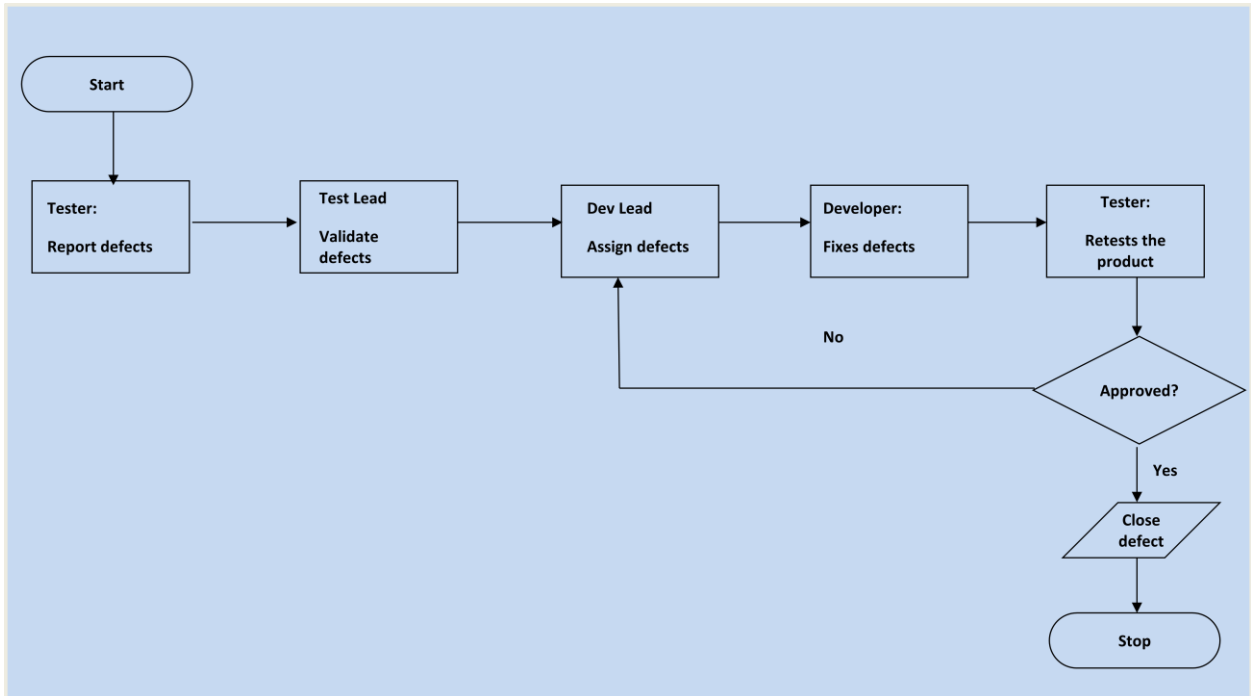 Start
Tester:
Report defects
Test Lead
Validate
defects
Dev Lead
Assign defects
Developer:
Fixes defects
Tester:
Retests the
product
No
Approved?
Yes
Close
defect
Stop